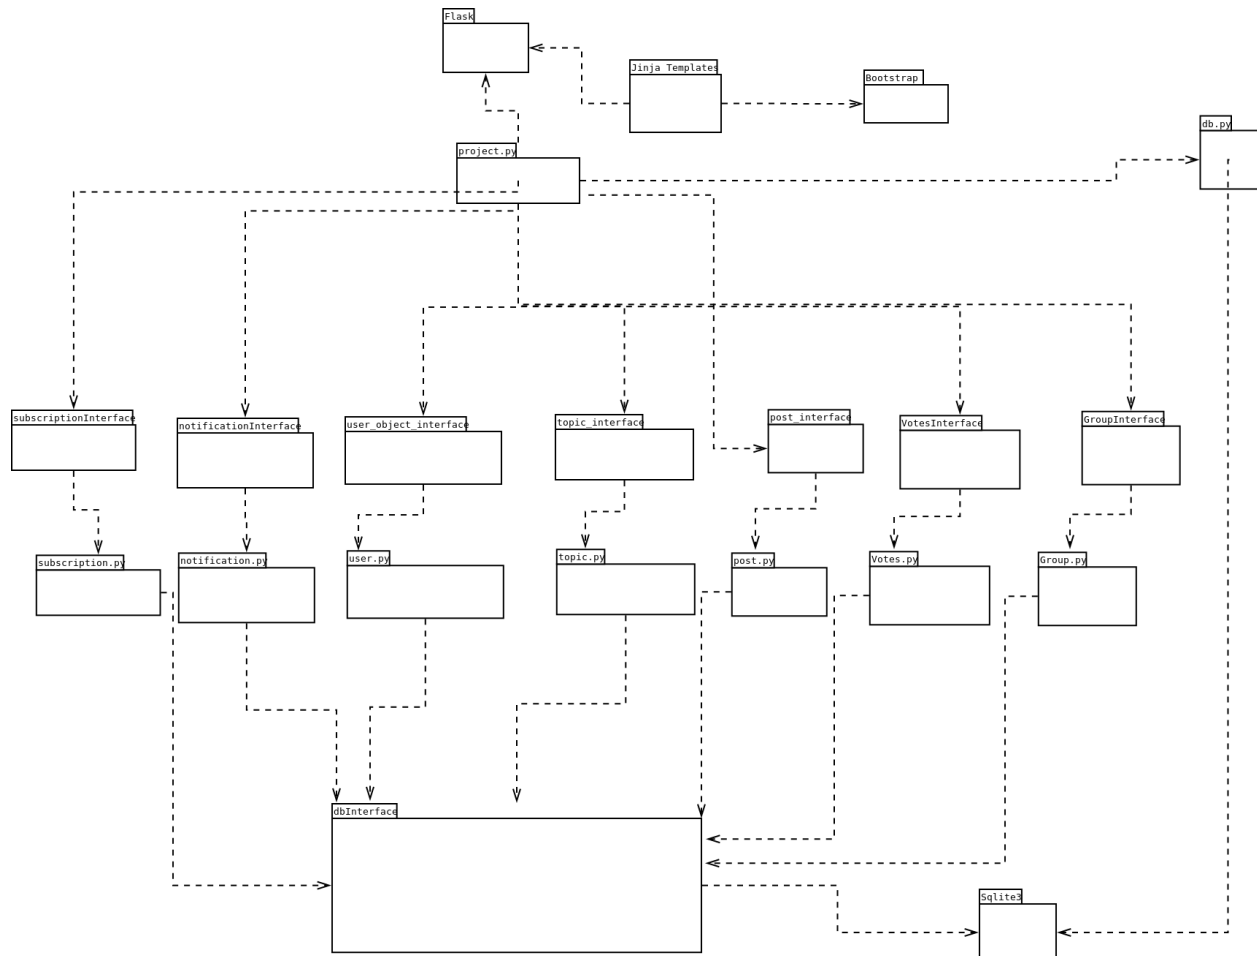 Flask
Jinja Templates
Bootstrap
db.py
project.py
subscriptionInterface
notificationInterface
user_object_interface
topic_interface
post_interface
VotesInterface
GroupInterface
subscription.py
notification.py
user.py
topic.py
post.py
Votes.py
Group.py
dbInterface
Sqlite3